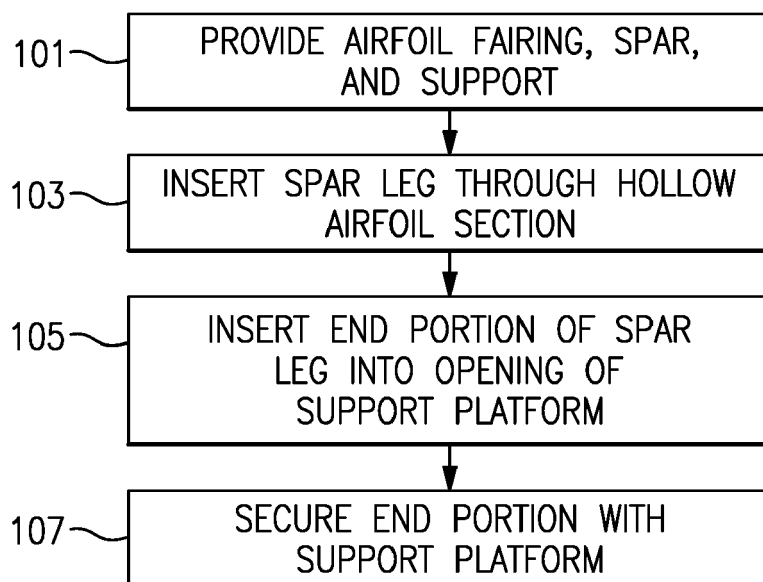 101
PROVIDE AIRFOIL FAIRING, SPAR,
AND SUPPORT
103
INSERT SPAR LEG THROUGH HOLLOW
AIRFOIL SECTION
105
INSERT END PORTION OF SPAR
LEG INTO OPENING OF
SUPPORT PLATFORM
107
SECURE END PORTION WITH
SUPPORT PLATFORM